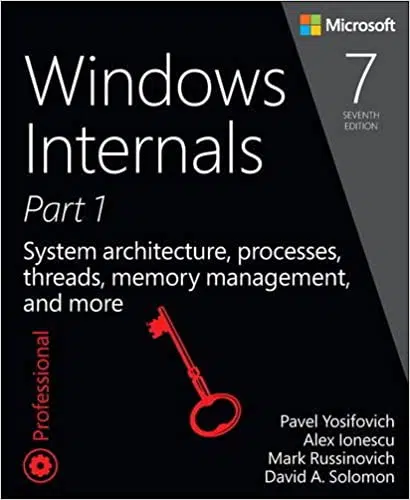 Microsoft
Windows
Internals
7
SEVENTH
EDITION
Part 1
System architecture, processes,
threads, memory management,
and more
Professional
Pavel Yosifovich
Alex Ionescu
Mark Russinovich
David A. Solomon